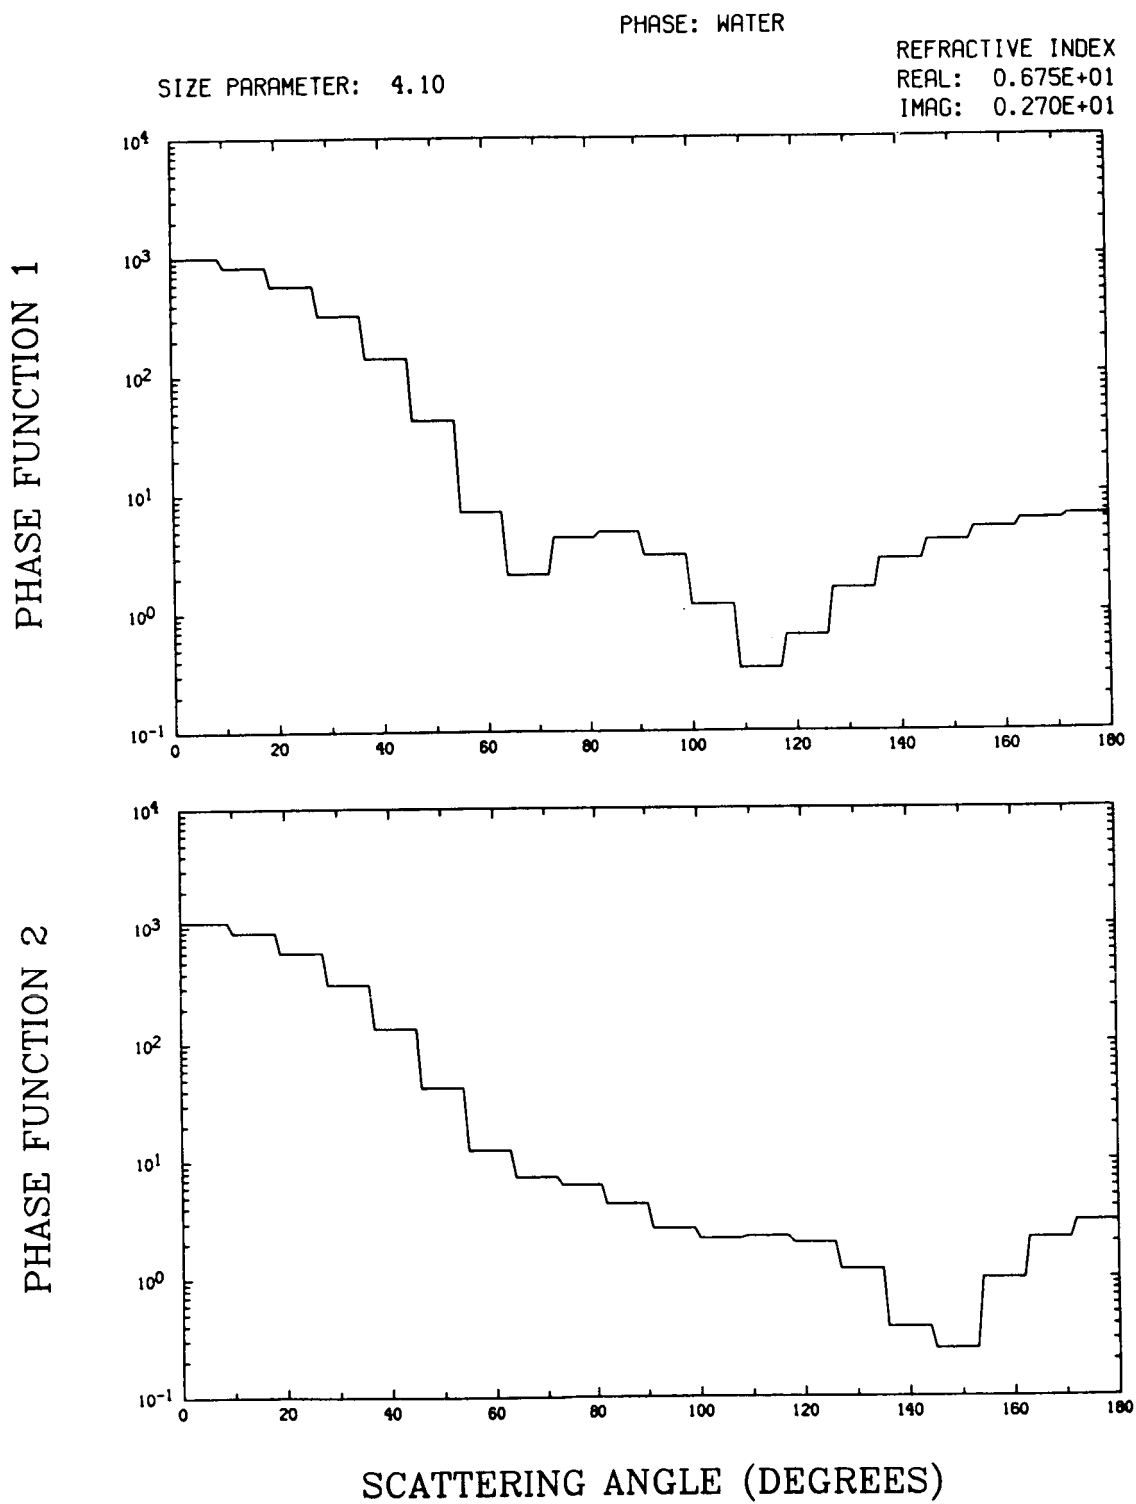 PHASE: WATER
REFRACTIVE INDEX
SIZE PARAMETER: 4.10
REAL: 0.675E+01
IMAG: 0.270E+01
PHASE FUNCTION 1
10⁴
10³
10²
10¹
10⁰
10⁻¹
0 20 40 60 80 100 120 140 160 180
PHASE FUNCTION 2
10⁴
10³
10²
10¹
10⁰
10⁻¹
0 20 40 60 80 100 120 140 160 180
SCATTERING ANGLE (DEGREES)